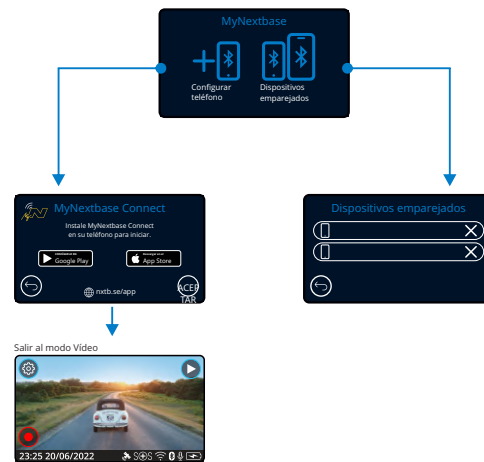 MyNextbase
Configurar
teléfono
Dispositivos
emparejados
MyNextbase Connect
Instale MyNextbase Connect
en su teléfono para iniciar.
Google Play
App Store
nxtb.se/app
ACEP
TAR
Dispositivos emparejados
Salir al modo Vídeo
23:25 20/06/2022
SOS